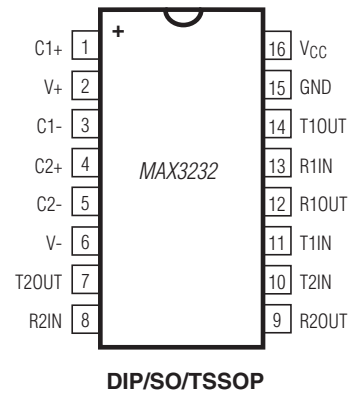 +
C1+ 1 16 VCC
V+ 2 15 GND
C1- 3 14 T1OUT
C2+ 4 MAX3232 13 R1IN
C2- 5 12 R1OUT
V- 6 11 T1IN
T2OUT 7 10 T2IN
R2IN 8 9 R2OUT
DIP/SO/TSSOP